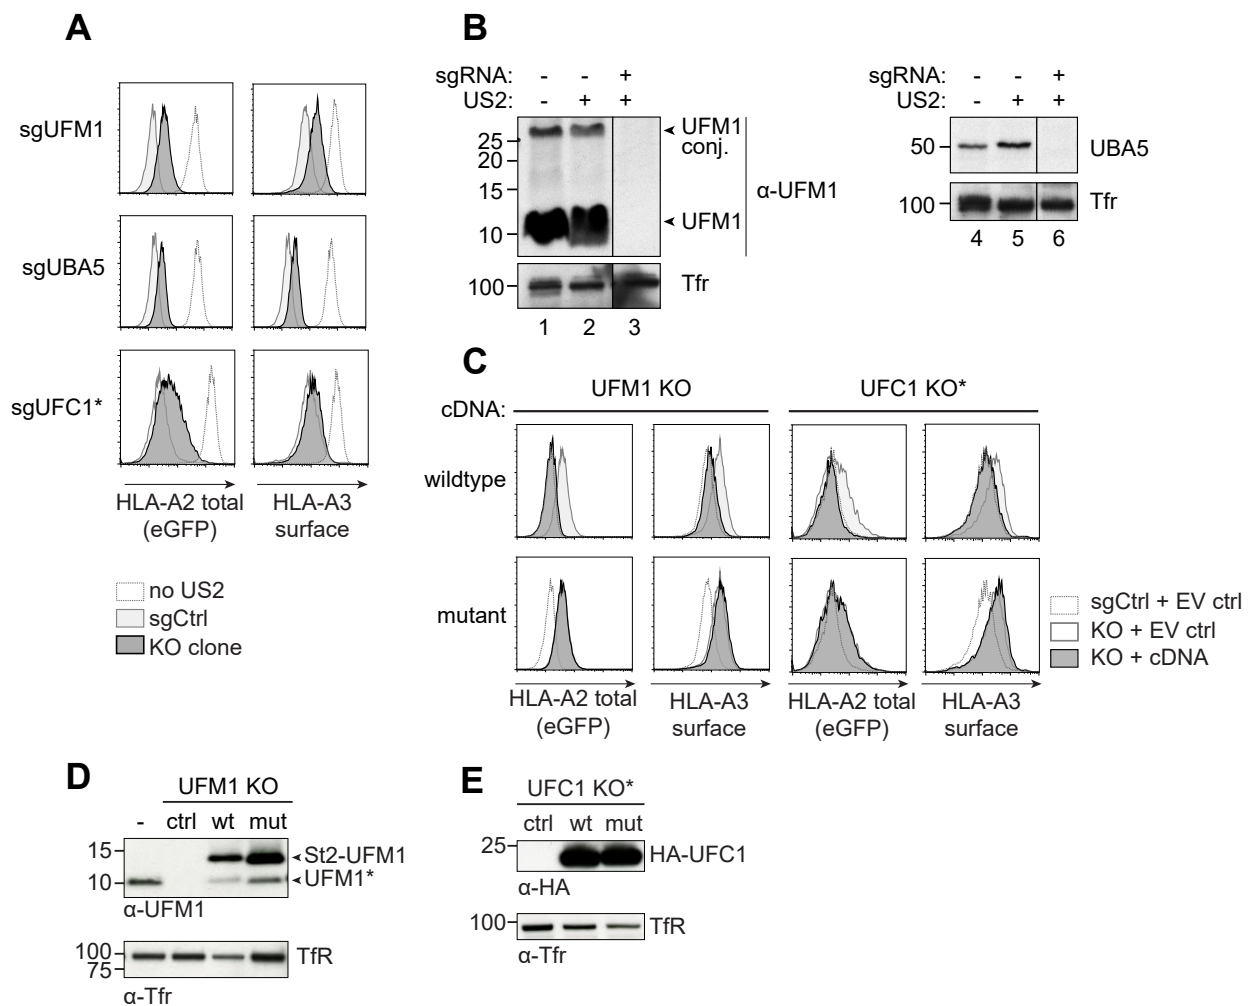 A
sgUFM1
sgUBA5
sgUFC1*
HLA-A2 total
(eGFP)
HLA-A3
surface
no US2
sgCtrl
KO clone
B
sgRNA: - - +
US2: - + +
25
20
15
10
UFM1
conj.
UFM1
α-UFM1
100
Tfr
1 2 3
- - +
sgRNA:
US2: - + +
50
UBA5
100
Tfr
4 5 6
C
UFM1 KO
UFC1 KO*
cDNA:
wildtype
mutant
HLA-A2 total
(eGFP)
HLA-A3
surface
HLA-A2 total
(eGFP)
HLA-A3
surface
sgCtrl + EV ctrl
KO + EV ctrl
KO + cDNA
D
UFM1 KO
- ctrl wt mut
15
10
St2-UFM1
UFM1*
α-UFM1
100
75
TfR
α-Tfr
E
UFC1 KO*
ctrl wt mut
25
HA-UFC1
α-HA
100
TfR
α-Tfr